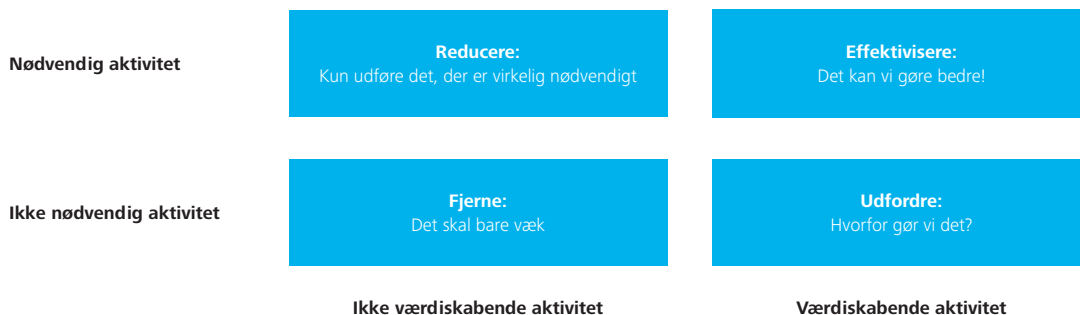 Nødvendig aktivitet
Reducere:
Kun udføre det, der er virkelig nødvendigt
Effektivisere:
Det kan vi gøre bedre!
Ikke nødvendig aktivitet
Fjerne:
Det skal bare væk
Udfordre:
Hvorfor gør vi det?
Ikke værdiskabende aktivitet
Værdiskabende aktivitet